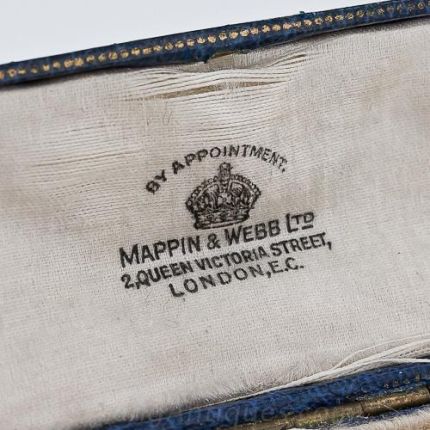 BY APPOINTMENT.
MAPPIN & WEBB LTD
2, QUEEN VICTORIA STREET,
LONDON, E.C.